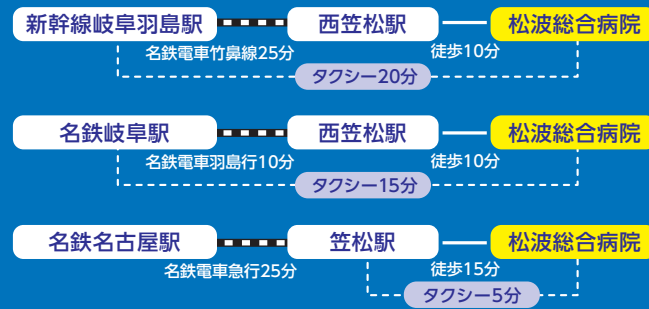 新幹線岐阜羽島駅 西笠松駅 松波総合病院
名鉄電車竹鼻線25分 徒歩10分
タクシー20分
名鉄岐阜駅 西笠松駅 松波総合病院
名鉄電車羽島行10分 徒歩10分
タクシー15分
名鉄名古屋駅 笠松駅 松波総合病院
名鉄電車急行25分 徒歩15分
タクシー5分